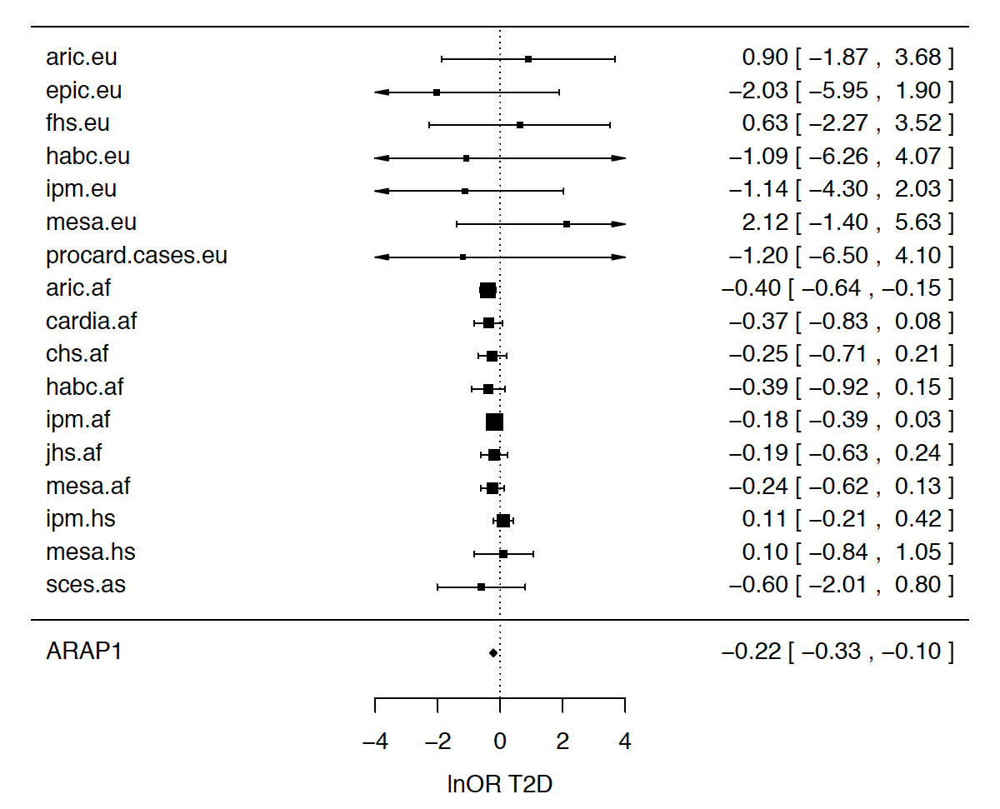 aric.eu 0.90 [ −1.87 , 3.68 ]
epic.eu −2.03 [ −5.95 , 1.90 ]
fhs.eu 0.63 [ −2.27 , 3.52 ]
habc.eu −1.09 [ −6.26 , 4.07 ]
ipm.eu −1.14 [ −4.30 , 2.03 ]
mesa.eu 2.12 [ −1.40 , 5.63 ]
procard.cases.eu −1.20 [ −6.50 , 4.10 ]
aric.af −0.40 [ −0.64 , −0.15 ]
cardia.af −0.37 [ −0.83 , 0.08 ]
chs.af −0.25 [ −0.71 , 0.21 ]
habc.af −0.39 [ −0.92 , 0.15 ]
ipm.af −0.18 [ −0.39 , 0.03 ]
jhs.af −0.19 [ −0.63 , 0.24 ]
mesa.af −0.24 [ −0.62 , 0.13 ]
ipm.hs 0.11 [ −0.21 , 0.42 ]
mesa.hs 0.10 [ −0.84 , 1.05 ]
sces.as −0.60 [ −2.01 , 0.80 ]
ARAP1 −0.22 [ −0.33 , −0.10 ]
−4 −2 0 2 4
lnOR T2D